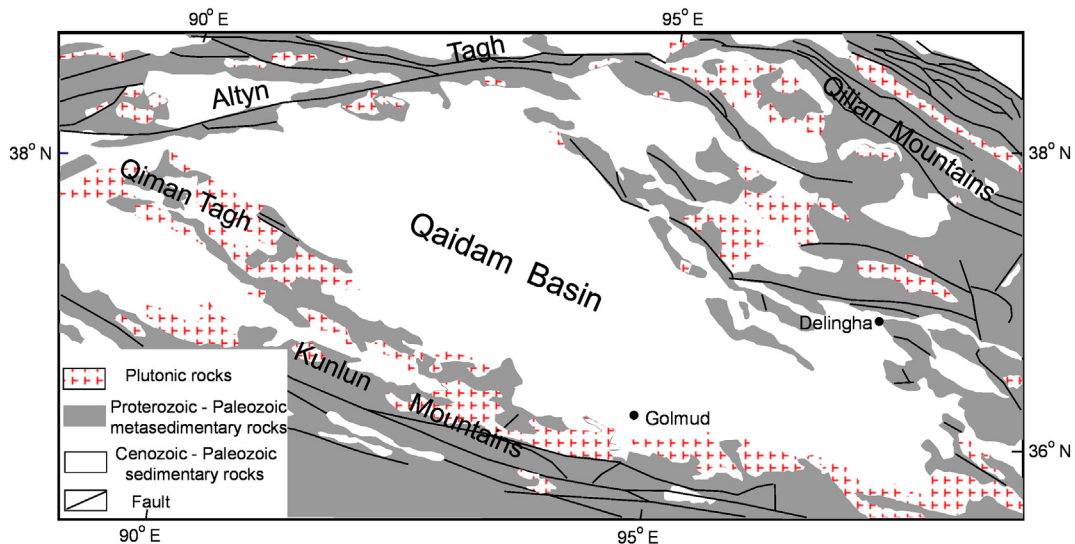 90° E
95° E
Altyn
Tagh
Qilian Mountains
38° N
38° N
Qiman Tagh
Qaidam Basin
Delingha
Kunlun
Mountains
Golmud
36° N
Plutonic rocks
Proterozoic - Paleozoic
metasedimentary rocks
Cenozoic - Paleozoic
sedimentary rocks
Fault
90° E
95° E